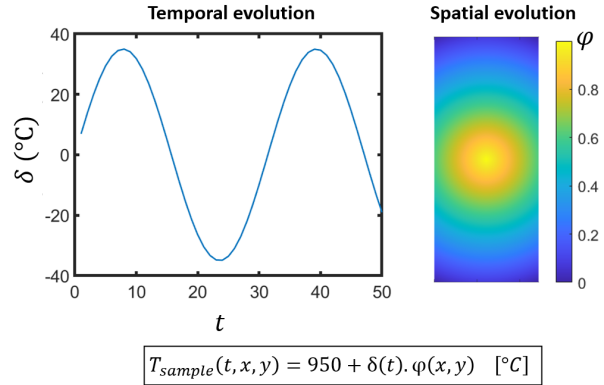 Temporal evolution
Spatial evolution
40
20
0
-20
-40
δ (°C)
0
10
20
30
40
50
t
φ
0.8
0.6
0.4
0.2
0
T_sample(t, x, y) = 950 + δ(t). φ(x, y) [°C]